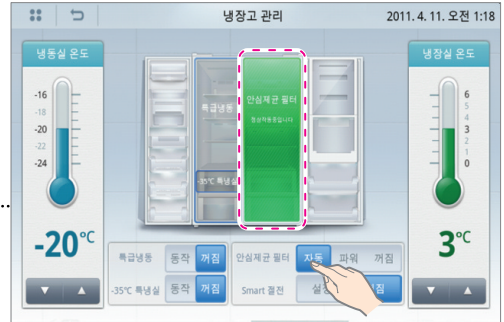 냉장고 관리
2011. 4. 11. 오전 1:18
냉동실 온도
-16
-18
-20
-22
-24
-20℃
특급냉동
-35℃ 특냉실
안심제균 필터
정상작동중입니다
냉장실 온도
6
5
4
3
2
1
0
3℃
특급냉동 동작 꺼짐
안심제균 필터 자동 파워 꺼짐
-35℃ 특냉실 동작 꺼짐
Smart 절전 설정
...